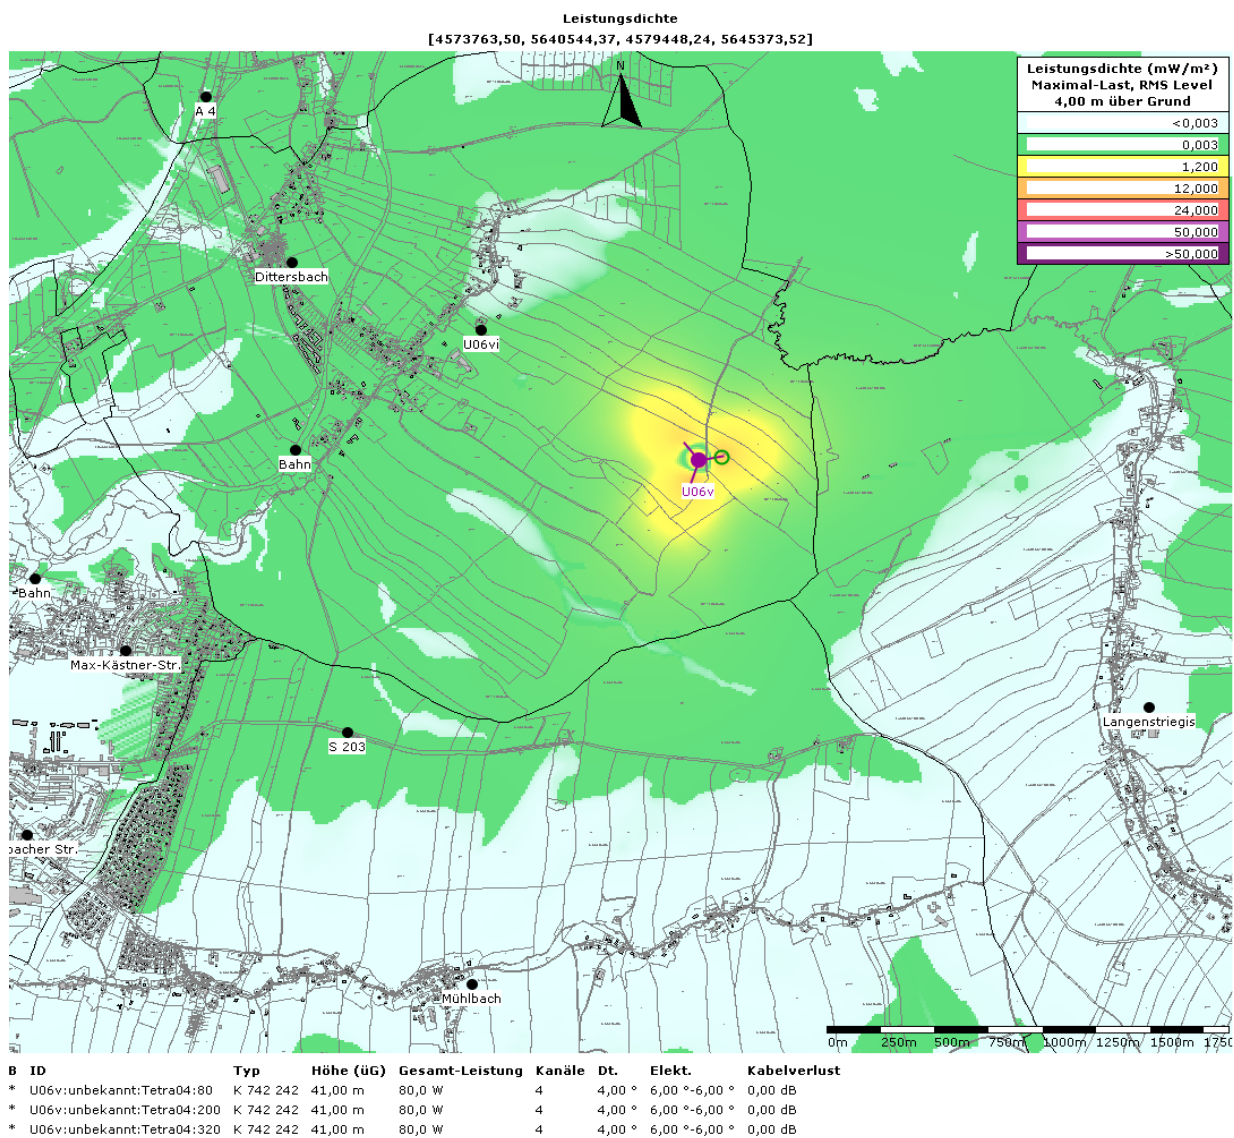 Leistungsdichte
[4573763,50, 5640544,37, 4579448,24, 5645373,52]
Leistungsdichte (mW/m²)
Maximal-Last, RMS Level
4,00 m über Grund
<0,003
0,003
1,200
12,000
24,000
50,000
>50,000
N
A 4
Dittersbach
U06vi
Bahn
U06v
Bahn
Max-Kästner-Str.
S 203
Langenstriegis
bacher Str.
Mühlbach
0m 250m 500m 750m 1000m 1250m 1500m 1750
B ID Typ Höhe (üG) Gesamt-Leistung Kanäle Dt. Elekt. Kabelverlust
* U06v:unbekannt:Tetra04:80 K 742 242 41,00 m 80,0 W 4 4,00 ° 6,00 °-6,00 ° 0,00 dB
* U06v:unbekannt:Tetra04:200 K 742 242 41,00 m 80,0 W 4 4,00 ° 6,00 °-6,00 ° 0,00 dB
* U06v:unbekannt:Tetra04:320 K 742 242 41,00 m 80,0 W 4 4,00 ° 6,00 °-6,00 ° 0,00 dB